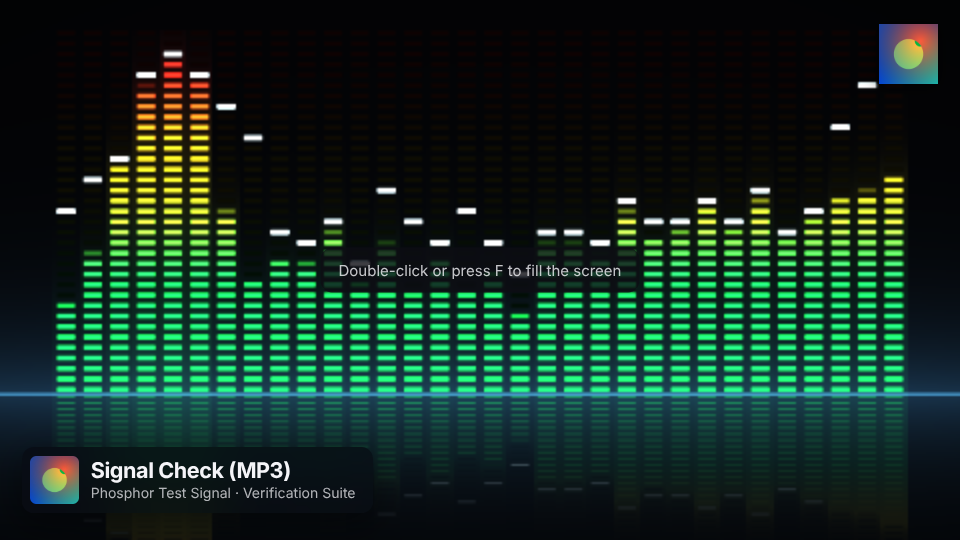 Double-click or press F to fill the screen
Signal Check (MP3)
Phosphor Test Signal · Verification Suite